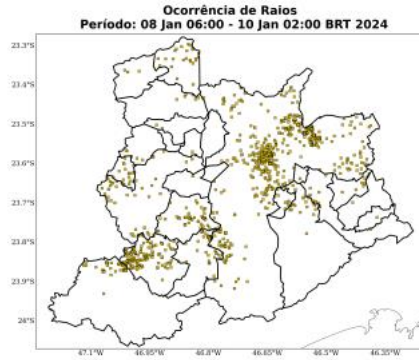 Ocorrência de Raios
Período: 08 Jan 06:00 - 10 Jan 02:00 BRT 2024
23.3°S
23.4°S
23.5°S
23.6°S
23.7°S
23.8°S
23.9°S
24°S
47.1°W
46.95°W
46.8°W
46.65°W
46.5°W
46.35°W